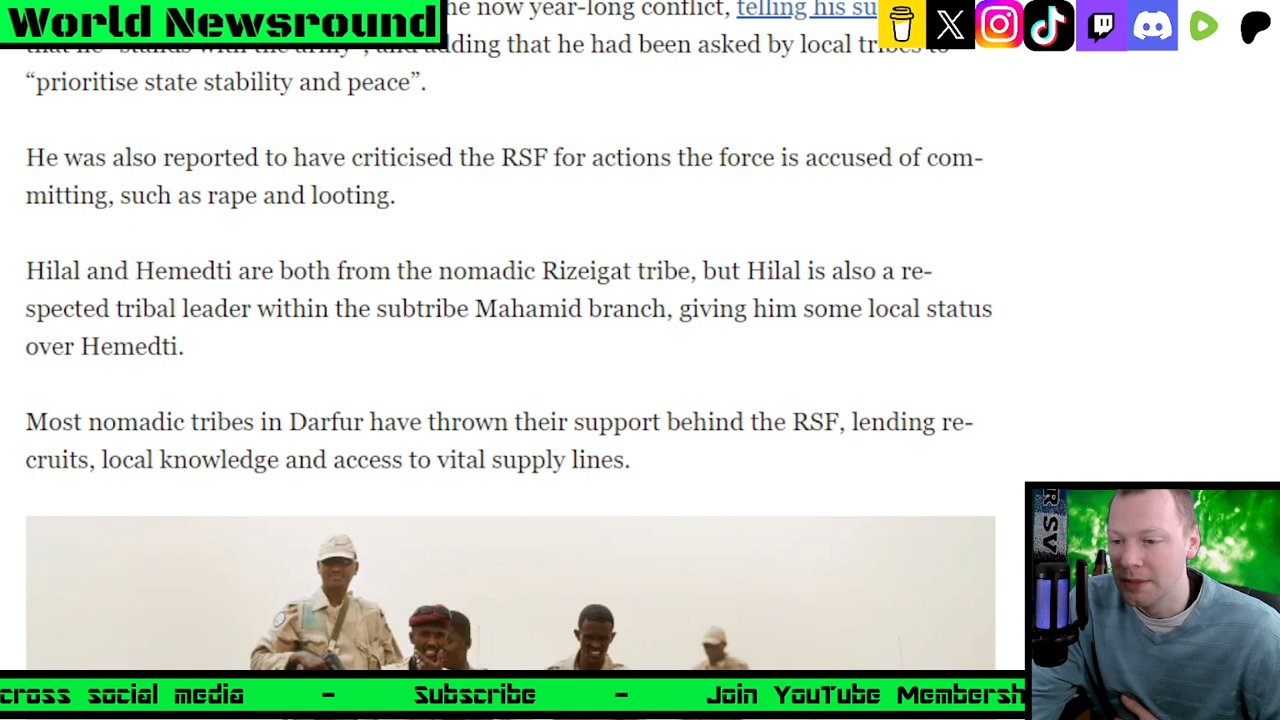 World Newsround
he now year-long conflict, telling his su
that he "stands with the army", and adding that he had been asked by local tribes to
“prioritise state stability and peace”.
He was also reported to have criticised the RSF for actions the force is accused of com-
mitting, such as rape and looting.
Hilal and Hemedti are both from the nomadic Rizeigat tribe, but Hilal is also a re-
spected tribal leader within the subtribe Mahamid branch, giving him some local status
over Hemedti.
Most nomadic tribes in Darfur have thrown their support behind the RSF, lending re-
cruits, local knowledge and access to vital supply lines.
cross social media - Subscribe - Join YouTube Membersh